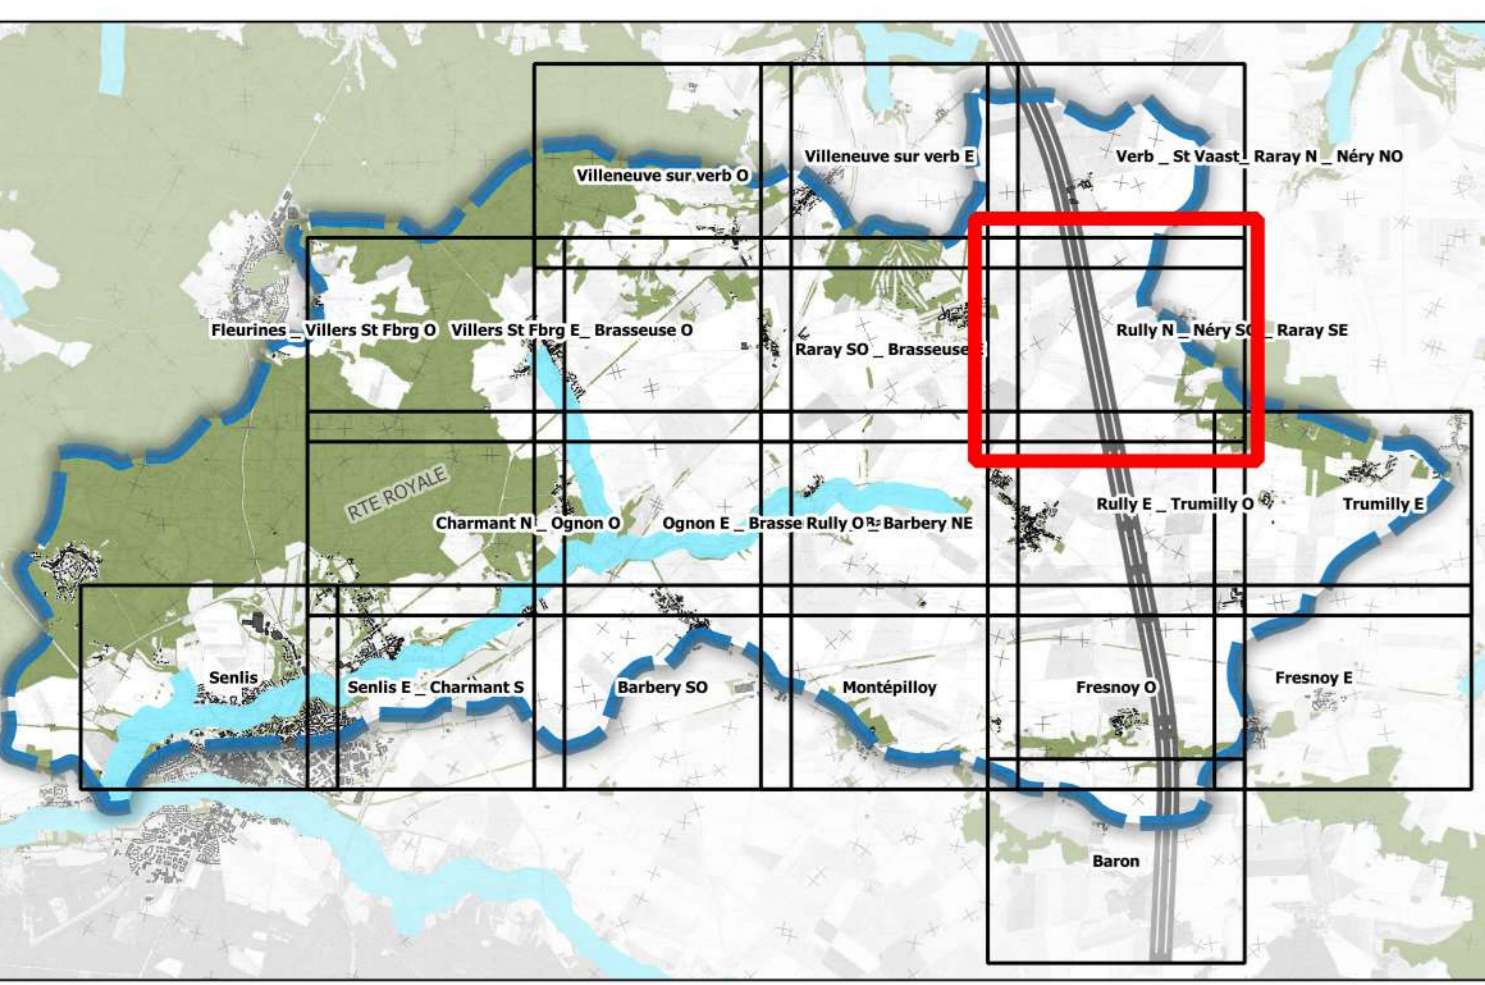 Villeneuve sur verb E
Verb _ St Vaast_ Raray N _ Néry NO
Villeneuve sur verb O
Fleurines _ Villers St Fbrg O
Villers St Fbrg E_ Brasseuse O
Raray SO _ Brasseuse E
Rully N _ Néry SO _ Raray SE
RTE ROYALE
Charmant N _ Ognon O
Ognon E _ Brasse
Rully O
Barbery NE
Rully E _ Trumilly O
Trumilly E
Senlis
Senlis E _ Charmant S
Barbery SO
Montépilloy
Fresnoy O
Fresnoy E
Baron